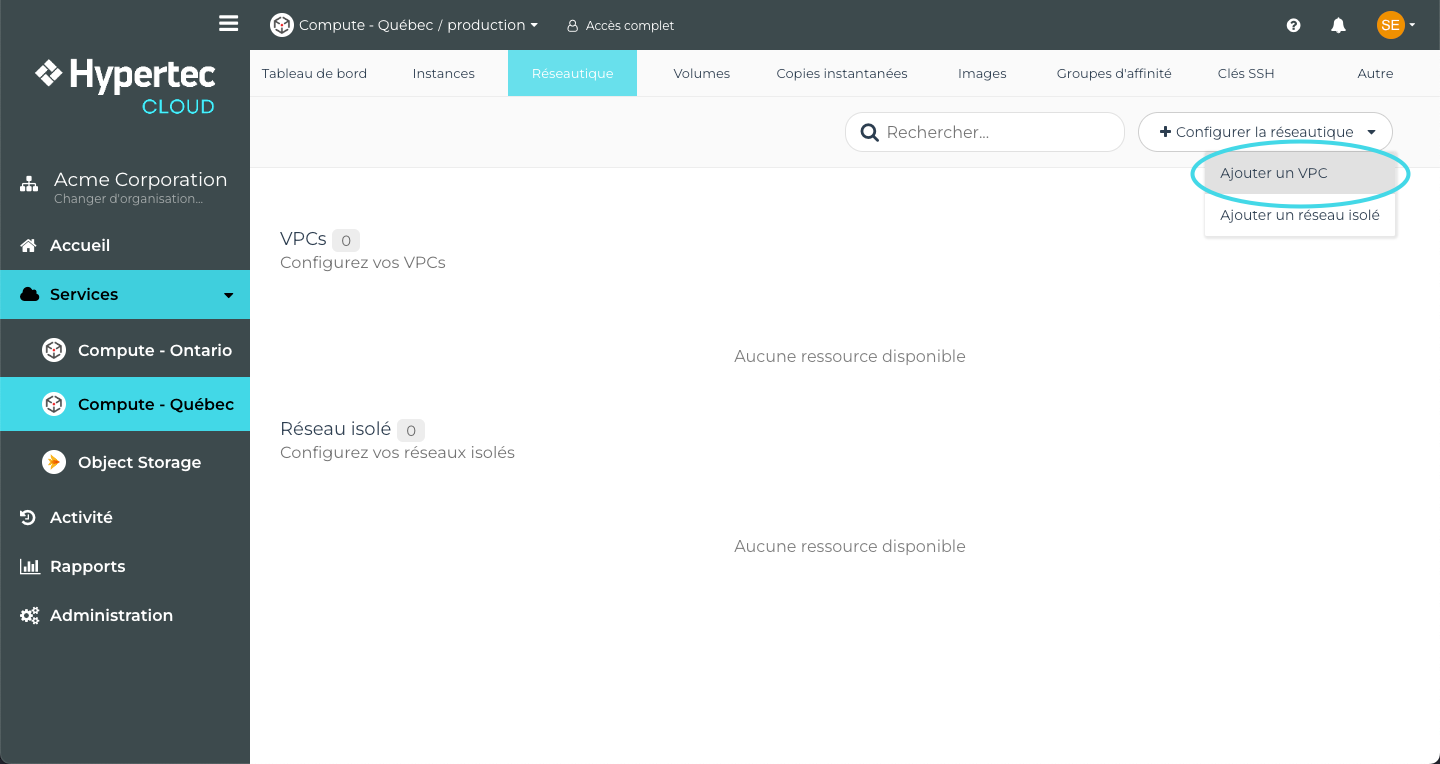 Compute - Québec / production
Accès complet
SE
Hypertec
CLOUD
Acme Corporation
Changer d'organisation...
Accueil
Services
Compute - Ontario
Compute - Québec
Object Storage
Activité
Rapports
Administration
Tableau de bord
Instances
Réseautique
Volumes
Copies instantanées
Images
Groupes d'affinité
Clés SSH
Autre
Rechercher...
Configurer la réseautique
Ajouter un VPC
Ajouter un réseau isolé
VPCs 0
Configurez vos VPCs
Aucune ressource disponible
Réseau isolé 0
Configurez vos réseaux isolés
Aucune ressource disponible